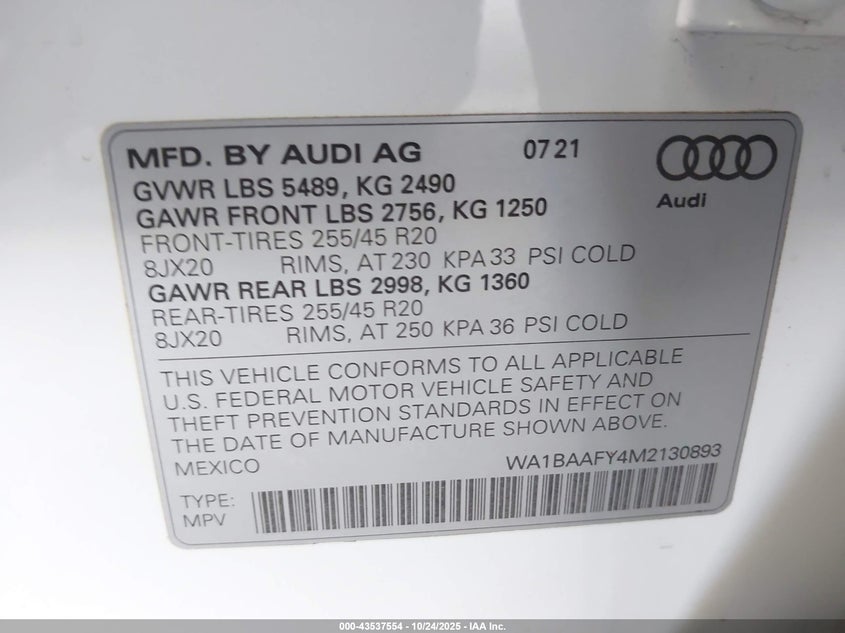 MFD. BY AUDI AG 07 21
Audi
GVWR LBS 5489, KG 2490
GAWR FRONT LBS 2756, KG 1250
FRONT-TIRES 255/45 R20
8JX20 RIMS, AT 230 KPA 33 PSI COLD
GAWR REAR LBS 2998, KG 1360
REAR-TIRES 255/45 R20
8JX20 RIMS, AT 250 KPA 36 PSI COLD
THIS VEHICLE CONFORMS TO ALL APPLICABLE
U.S. FEDERAL MOTOR VEHICLE SAFETY AND
THEFT PREVENTION STANDARDS IN EFFECT ON
THE DATE OF MANUFACTURE SHOWN ABOVE.
MEXICO WA1BAAFY4M2130893
TYPE:
MPV
000-43537554 - 10/24/2025 - IAA Inc.